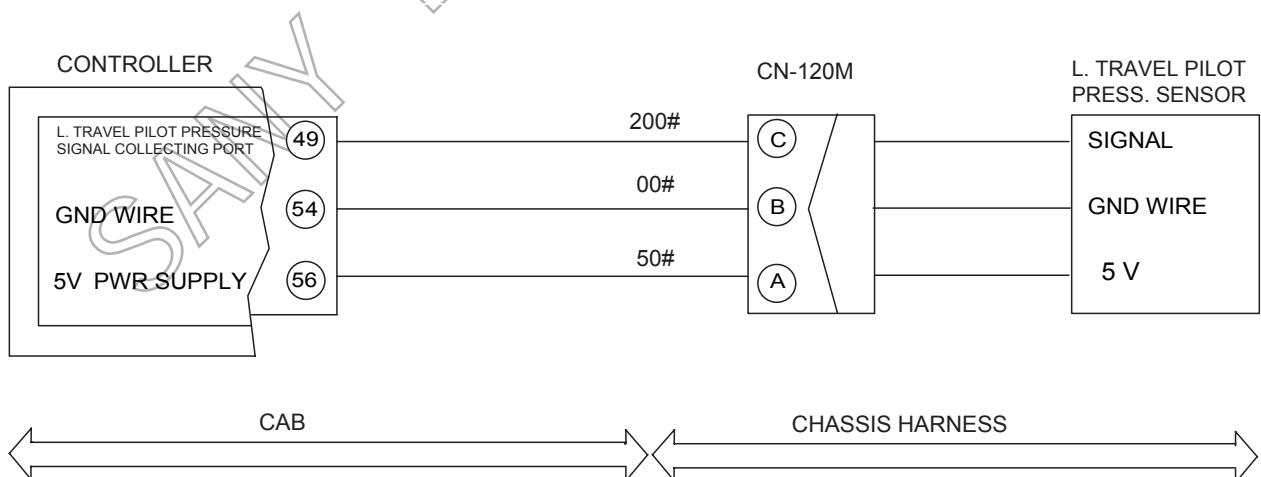 CONTROLLER
CN-120M
L. TRAVEL PILOT
PRESS. SENSOR
L. TRAVEL PILOT PRESSURE
SIGNAL COLLECTING PORT
49
200#
C
SIGNAL
GND WIRE
54
00#
B
GND WIRE
5V PWR SUPPLY
56
50#
A
5 V
CAB
CHASSIS HARNESS
SANY